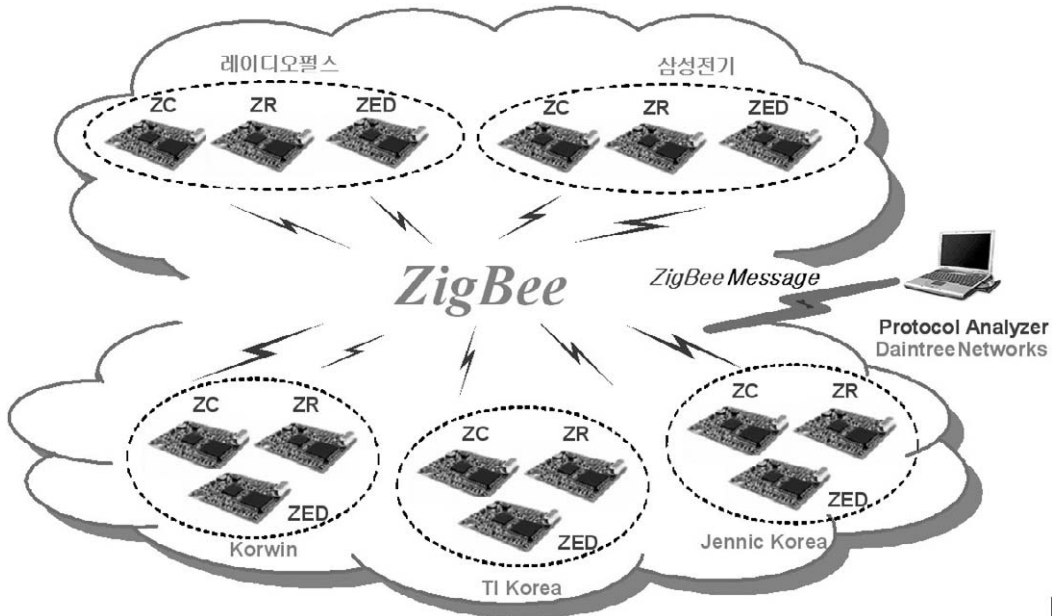 레이디오펄스
삼성전기
ZC ZR ZED
ZC ZR ZED
ZigBee
ZigBee Message
Protocol Analyzer
Daintree Networks
ZC ZR
ZED
Korwin
ZC ZR
ZED
TI Korea
ZC ZR
ZED
Jennic Korea